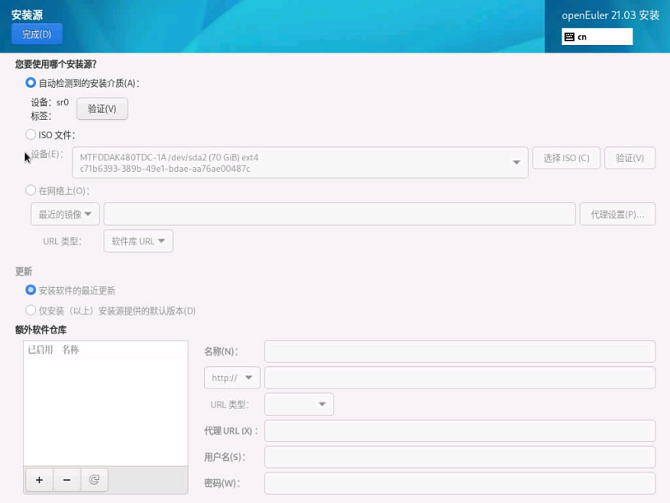 安装源
openEuler 21.03 安装
完成(D)
cn
您要使用哪个安装源？
自动检测到的安装介质(A)：
设备：sr0
标签：
验证(V)
ISO 文件：
设备(E)：
MTFDDAK480TDC-1A /dev/sda2 (70 GiB) ext4
c71b6393-389b-49e1-bdae-aa76ae00487c
选择 ISO (C)
验证(V)
在网络上(O)：
最近的镜像
代理设置(P)...
URL 类型：
软件库 URL
更新
安装软件的最近更新
仅安装（以上）安装源提供的默认版本(D)
额外软件仓库
已启用 名称
名称(N)：
http://
URL 类型：
代理 URL (X)：
用户名(S)：
密码(W)：